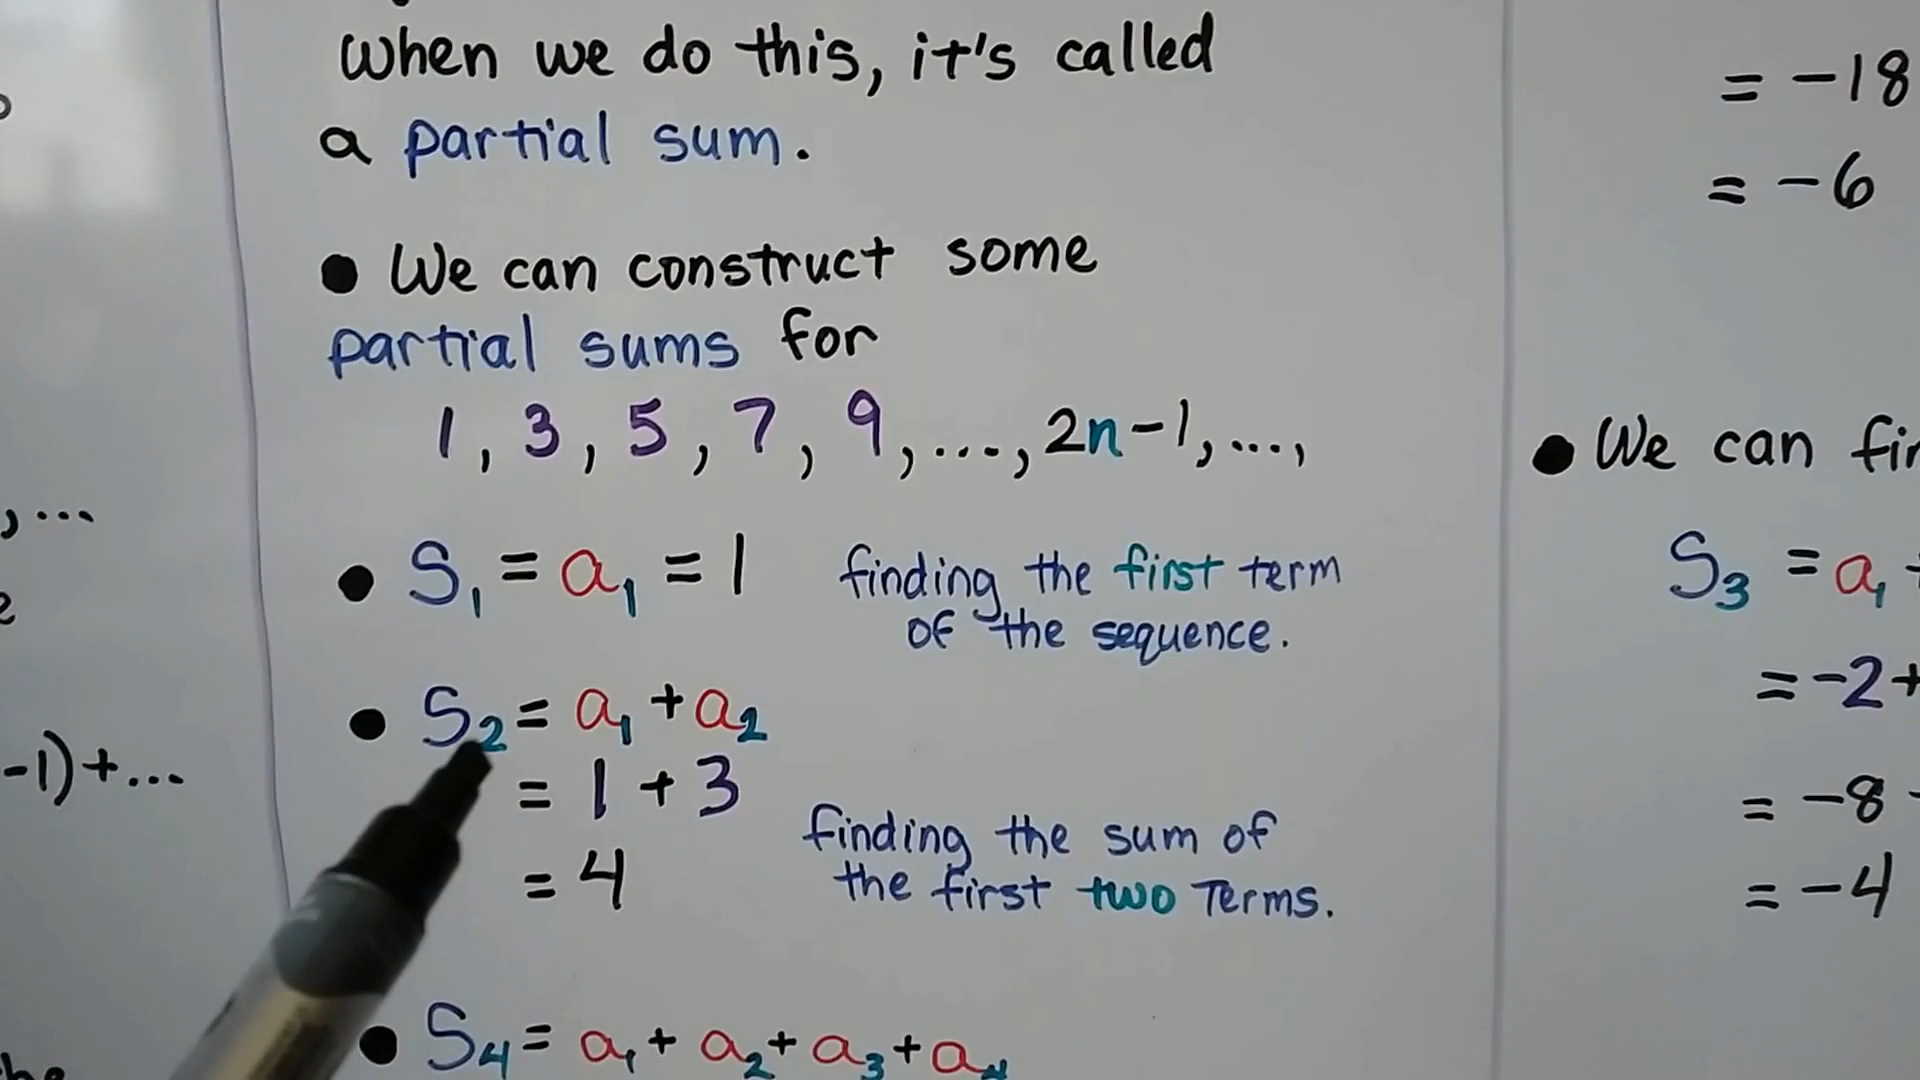 when we do this, it's called
a partial sum.
• We can construct some
partial sums for
1, 3, 5, 7, 9, ..., 2n-1, ...,
• S₁ = a₁ = 1 finding the first term
of the sequence.
• S₂ = a₁ + a₂
= 1 + 3
= 4
finding the sum of
the first two Terms.
• S₄ = a₁ + a₂ + a₃ + a₄
, ...
-1)+...
= -18
= -6
• We can
S₃ = a₁ +
= -2+
= -8
= -4